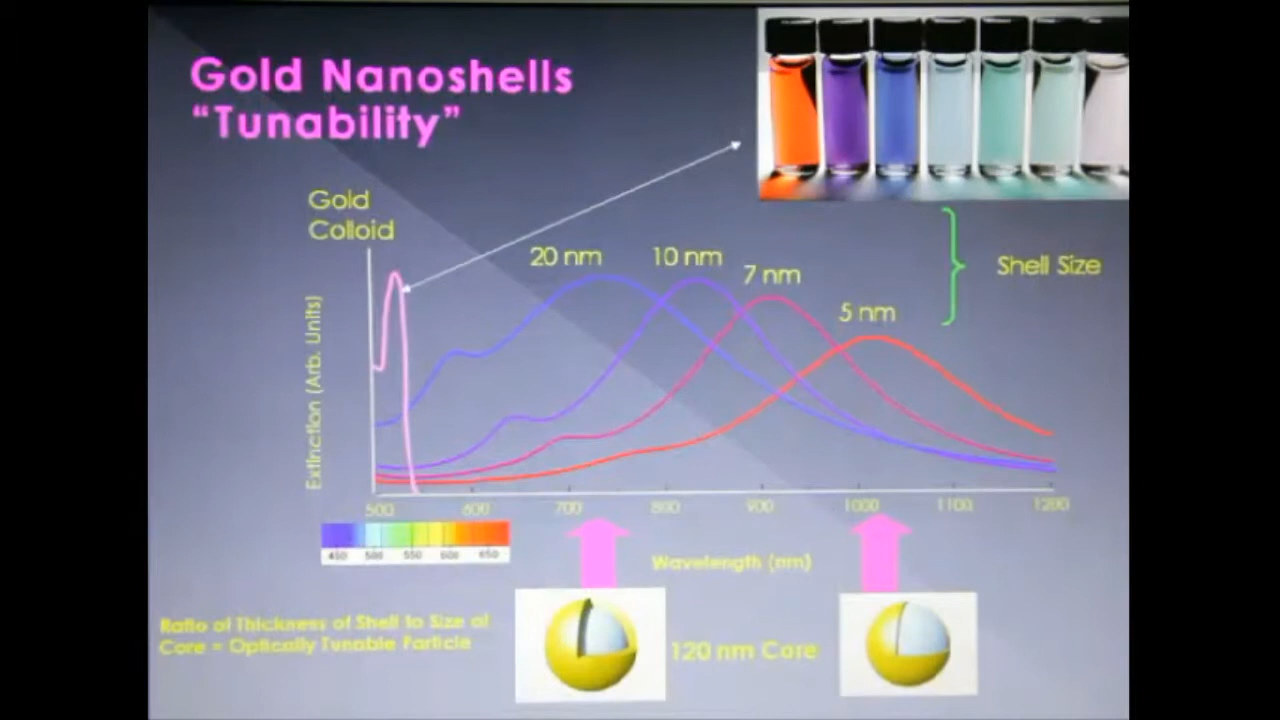 Gold Nanoshells
“Tunability”
Gold
Colloid
20 nm
10 nm
7 nm
5 nm
Shell Size
Extinction (Arb. Units)
500 600 700 800 900 1000 1100 1200
450 500 550 600 650
Wavelength (nm)
Ratio of Thickness of Shell to Size of
Core = Optically Tunable Particle
120 nm Core